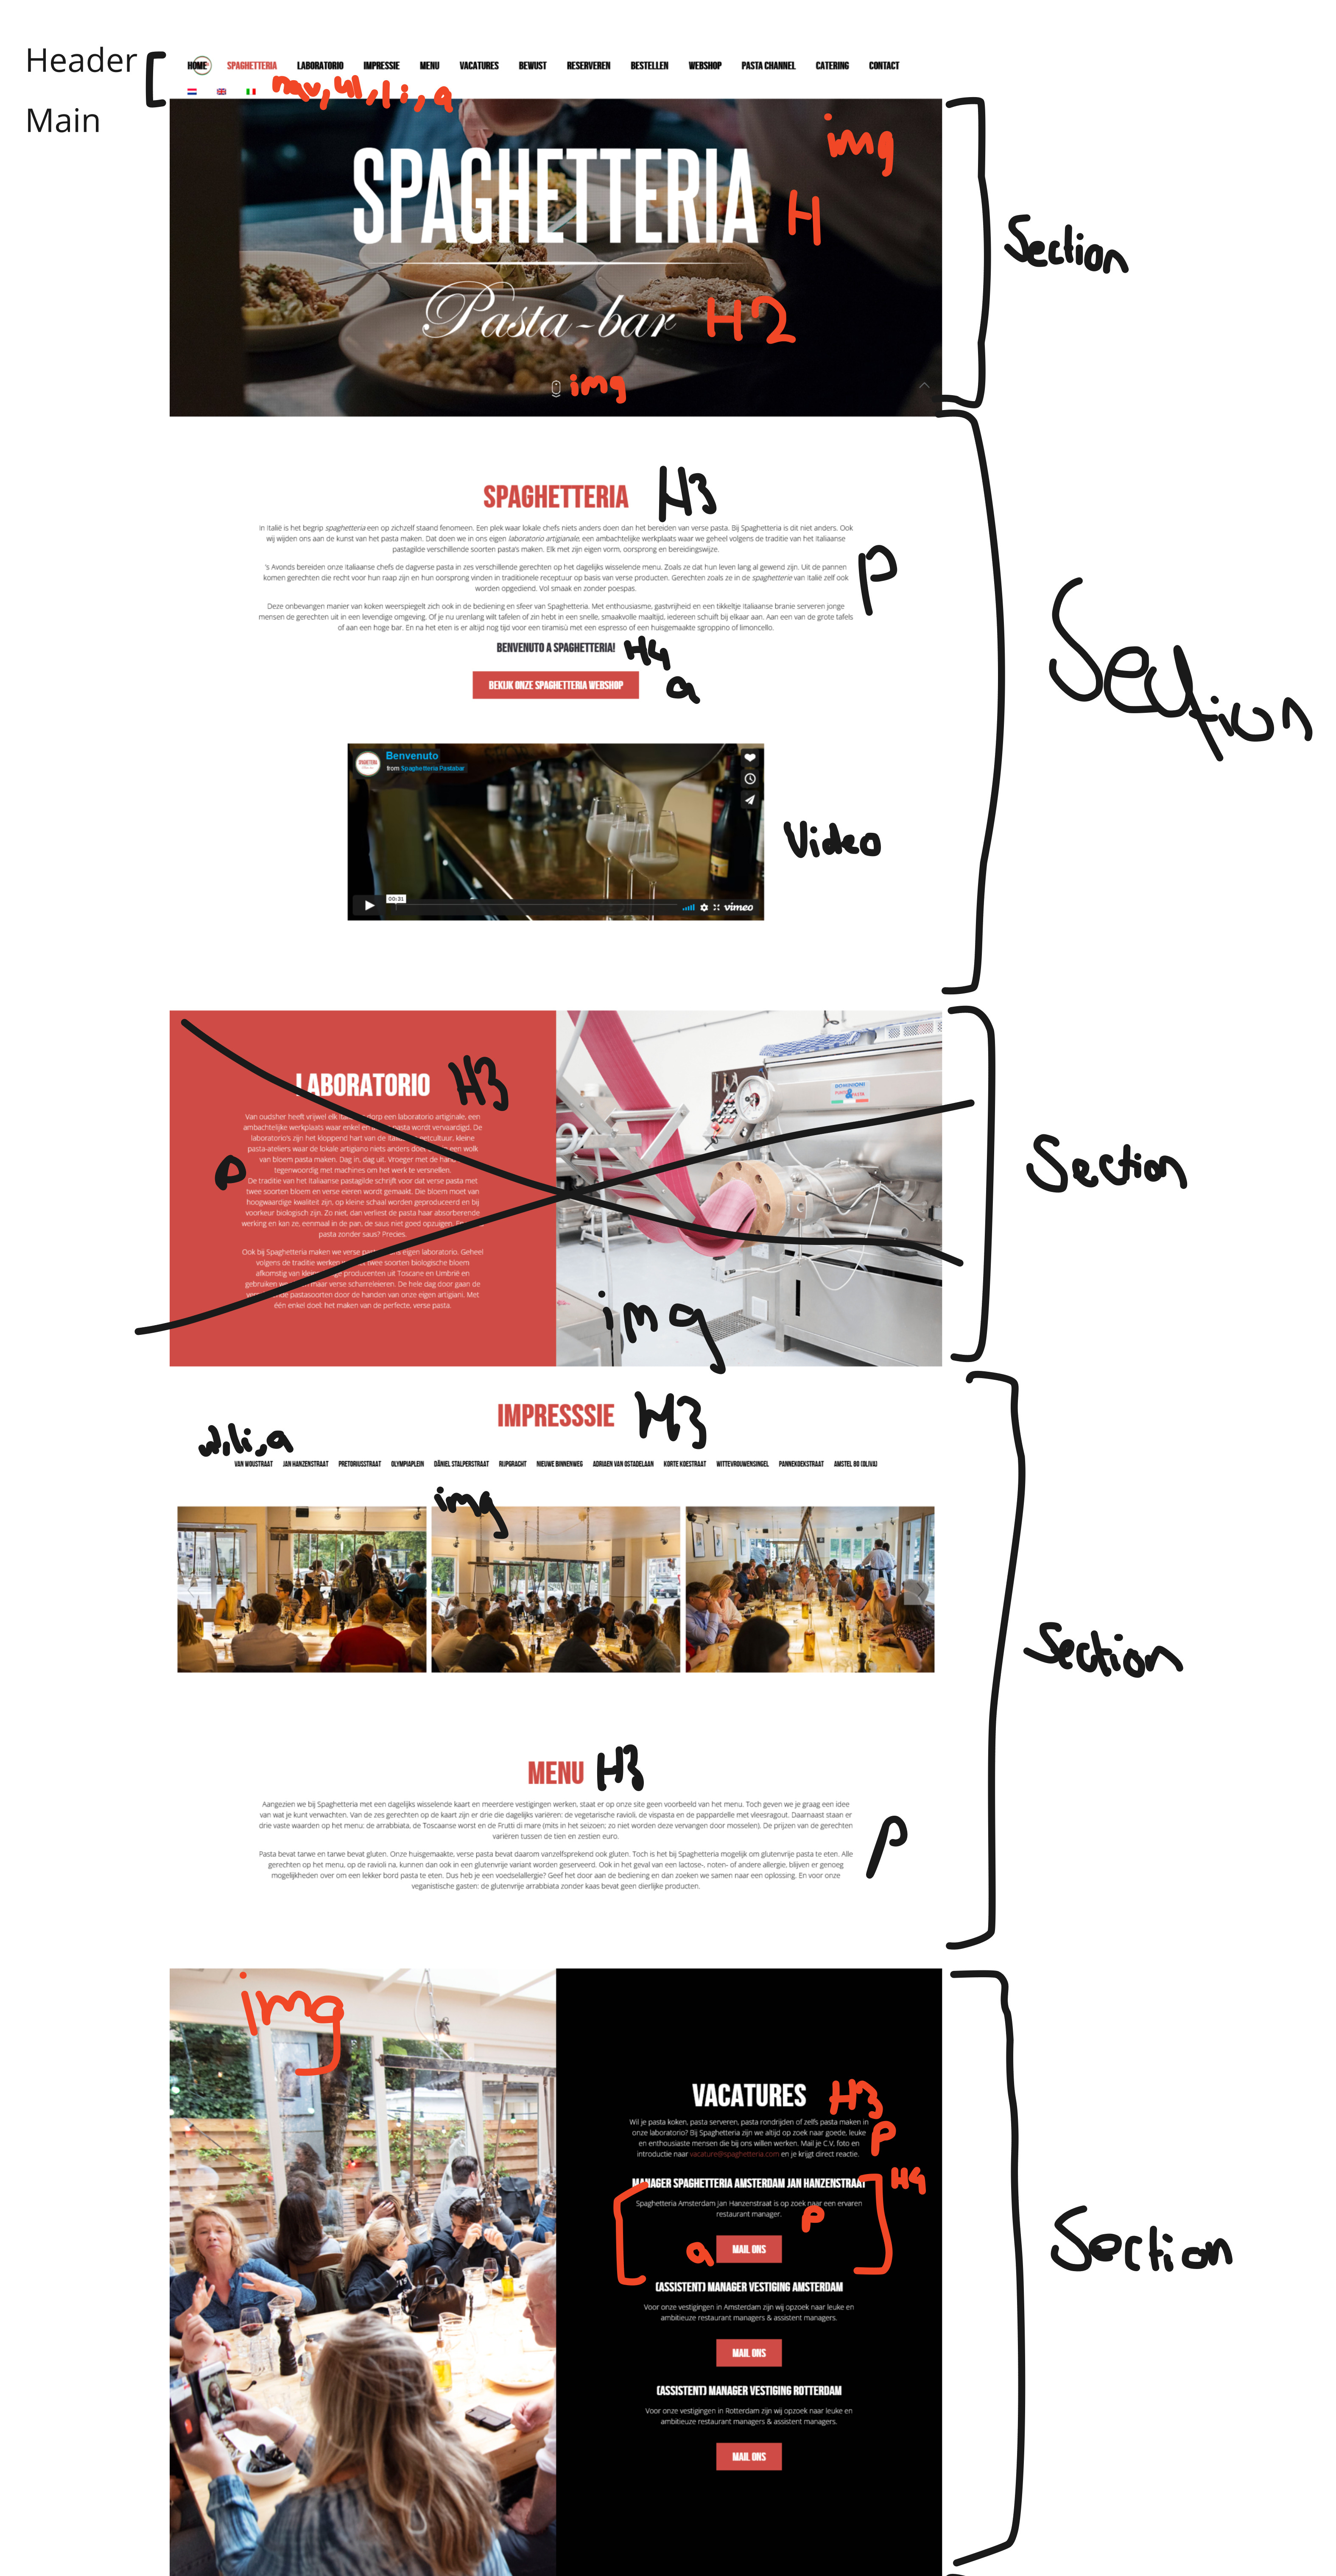 Header
HOME SPAGHETTERIA LABORATORIO IMPRESSIE MENU VACATURES BEWUST RESERVEREN BESTELLEN WEBSHOP PASTA CHANNEL CATERING CONTACT
nav, ul, li, a
Main
img
SPAGHETTERIA H
Section
Pasta-bar H2
img
SPAGHETTERIA H3
In Italië is het begrip spaghetteria een op zichzelf staand fenomeen. Een plek waar lokale chefs niets anders doen dan het bereiden van verse pasta. Bij Spaghetteria is dit niet anders. Ook
wij wijden ons aan de kunst van het pasta maken. Dat doen we in ons eigen laboratorio artigianale, een ambachtelijke werkplaats waar we geheel volgens de traditie van het Italiaanse
pastagilde verschillende soorten pasta's maken. Elk met zijn eigen vorm, oorsprong en bereidingswijze.
P
's Avonds bereiden onze Italiaanse chefs de dagverse pasta in zes verschillende gerechten op het dagelijks wisselende menu. Zoals ze dat hun leven lang al gewend zijn. Uit de pannen
komen gerechten die recht voor hun raap zijn en hun oorsprong vinden in traditionele receptuur op basis van verse producten. Gerechten zoals ze in de spaghetterie van Italië zelf ook
worden opgediend. Vol smaak en zonder poespas.
Deze onbevangen manier van koken weerspiegelt zich ook in de bediening en sfeer van Spaghetteria. Met enthousiasme, gastvrijheid en een tikkeltje Italiaanse branie serveren jonge
mensen de gerechten uit in een levendige omgeving. Of je nu urenlang wilt tafelen of zin hebt in een snelle, smaakvolle maaltijd, iedereen schuift bij elkaar aan. Aan een van de grote tafels
of aan een hoge bar. En na het eten is er altijd nog tijd voor een tiramisù met een espresso of een huisgemaakte sgroppino of limoncello.
BENVENUTO A SPAGHETTERIA! H4
BEKIJK ONZE SPAGHETTERIA WEBSHOP a
Section
Benvenuto
from Spaghetteria Pastabar
Video
00:31
vimeo
LABORATORIO H3
Van oudsher heeft vrijwel elk dorp een laboratorio artiginale, een
ambachtelijke werkplaats waar enkel en pasta wordt vervaardigd. De
laboratorio's zijn het kloppend hart van de eetcultuur, kleine
pasta-ateliers waar de lokale artigiano niets anders een wolk
van bloem pasta maken. Dag in, dag uit. Vroeger met de
tegenwoordig met machines om het werk te versnellen.
P
De traditie van het Italiaanse pastagilde schrijft voor dat verse pasta met
twee soorten bloem en verse eieren wordt gemaakt. Die bloem moet van
hoogwaardige kwaliteit zijn, op kleine schaal worden geproduceerd en bij
voorkeur biologisch zijn. Zo niet, dan verliest de pasta haar absorberende
werking en kan ze, eenmaal in de pan, de saus niet goed opzuigen.
pasta zonder saus? Precies.
Ook bij Spaghetteria maken we verse eigen laboratorio. Geheel
volgens de traditie werken twee soorten biologische bloem
afkomstig van producenten uit Toscane en Umbrië en
gebruiken maar verse scharreleieren. De hele dag door gaan de
pastasoorten door de handen van onze eigen artigiani. Met
één enkel doel: het maken van de perfecte, verse pasta.
img
Section
IMPRESSSIE H3
ul, li, a
VAN WOUSTRAAT JAN HANZENSTRAAT PRETORIUSSTRAAT OLYMPIAPLEIN DÄNIEL STALPERSTRAAT RIJPGRACHT NIEUWE BINNENWEG ADRIAEN VAN OSTADELAAN KORTE KOESTRAAT WITTEVROUWENSINGEL PANNEKOEKSTRAAT AMSTEL 80 (OLIVA)
img
Section
MENU H3
Aangezien we bij Spaghetteria met een dagelijks wisselende kaart en meerdere vestigingen werken, staat er op onze site geen voorbeeld van het menu. Toch geven we je graag een idee
van wat je kunt verwachten. Van de zes gerechten op de kaart zijn er drie die dagelijks variëren: de vegetarische ravioli, de vispasta en de pappardelle met vleesragout. Daarnaast staan er
drie vaste waarden op het menu: de arrabbiata, de Toscaanse worst en de Frutti di mare (mits in het seizoen; zo niet worden deze vervangen door mosselen). De prijzen van de gerechten
variëren tussen de tien en zestien euro.
P
Pasta bevat tarwe en tarwe bevat gluten. Onze huisgemaakte, verse pasta bevat daarom vanzelfsprekend ook gluten. Toch is het bij Spaghetteria mogelijk om glutenvrije pasta te eten. Alle
gerechten op het menu, op de ravioli na, kunnen dan ook in een glutenvrije variant worden geserveerd. Ook in het geval van een lactose-, noten- of andere allergie, blijven er genoeg
mogelijkheden over om een lekker bord pasta te eten. Dus heb je een voedselallergie? Geef het door aan de bediening en dan zoeken we samen naar een oplossing. En voor onze
veganistische gasten: de glutenvrije arrabbiata zonder kaas bevat geen dierlijke producten.
img
VACATURES H3
Wil je pasta koken, pasta serveren, pasta rondrijden of zelfs pasta maken in
onze laboratorio? Bij Spaghetteria zijn we altijd op zoek naar goede, leuke
en enthousiaste mensen die bij ons willen werken. Mail je C.V, foto en
introductie naar vacature@spaghetteria.com en je krijgt direct reactie.
P
MANAGER SPAGHETTERIA AMSTERDAM JAN HANZENSTRAAT H4
Spaghetteria Amsterdam Jan Hanzenstraat is op zoek naar een ervaren
restaurant manager.
P
a MAIL ONS
Section
(ASSISTENT) MANAGER VESTIGING AMSTERDAM
Voor onze vestigingen in Amsterdam zijn wij opzoek naar leuke en
ambitieuze restaurant managers & assistent managers.
MAIL ONS
(ASSISTENT) MANAGER VESTIGING ROTTERDAM
Voor onze vestigingen in Rotterdam zijn wij opzoek naar leuke en
ambitieuze restaurant managers & assistent managers.
MAIL ONS